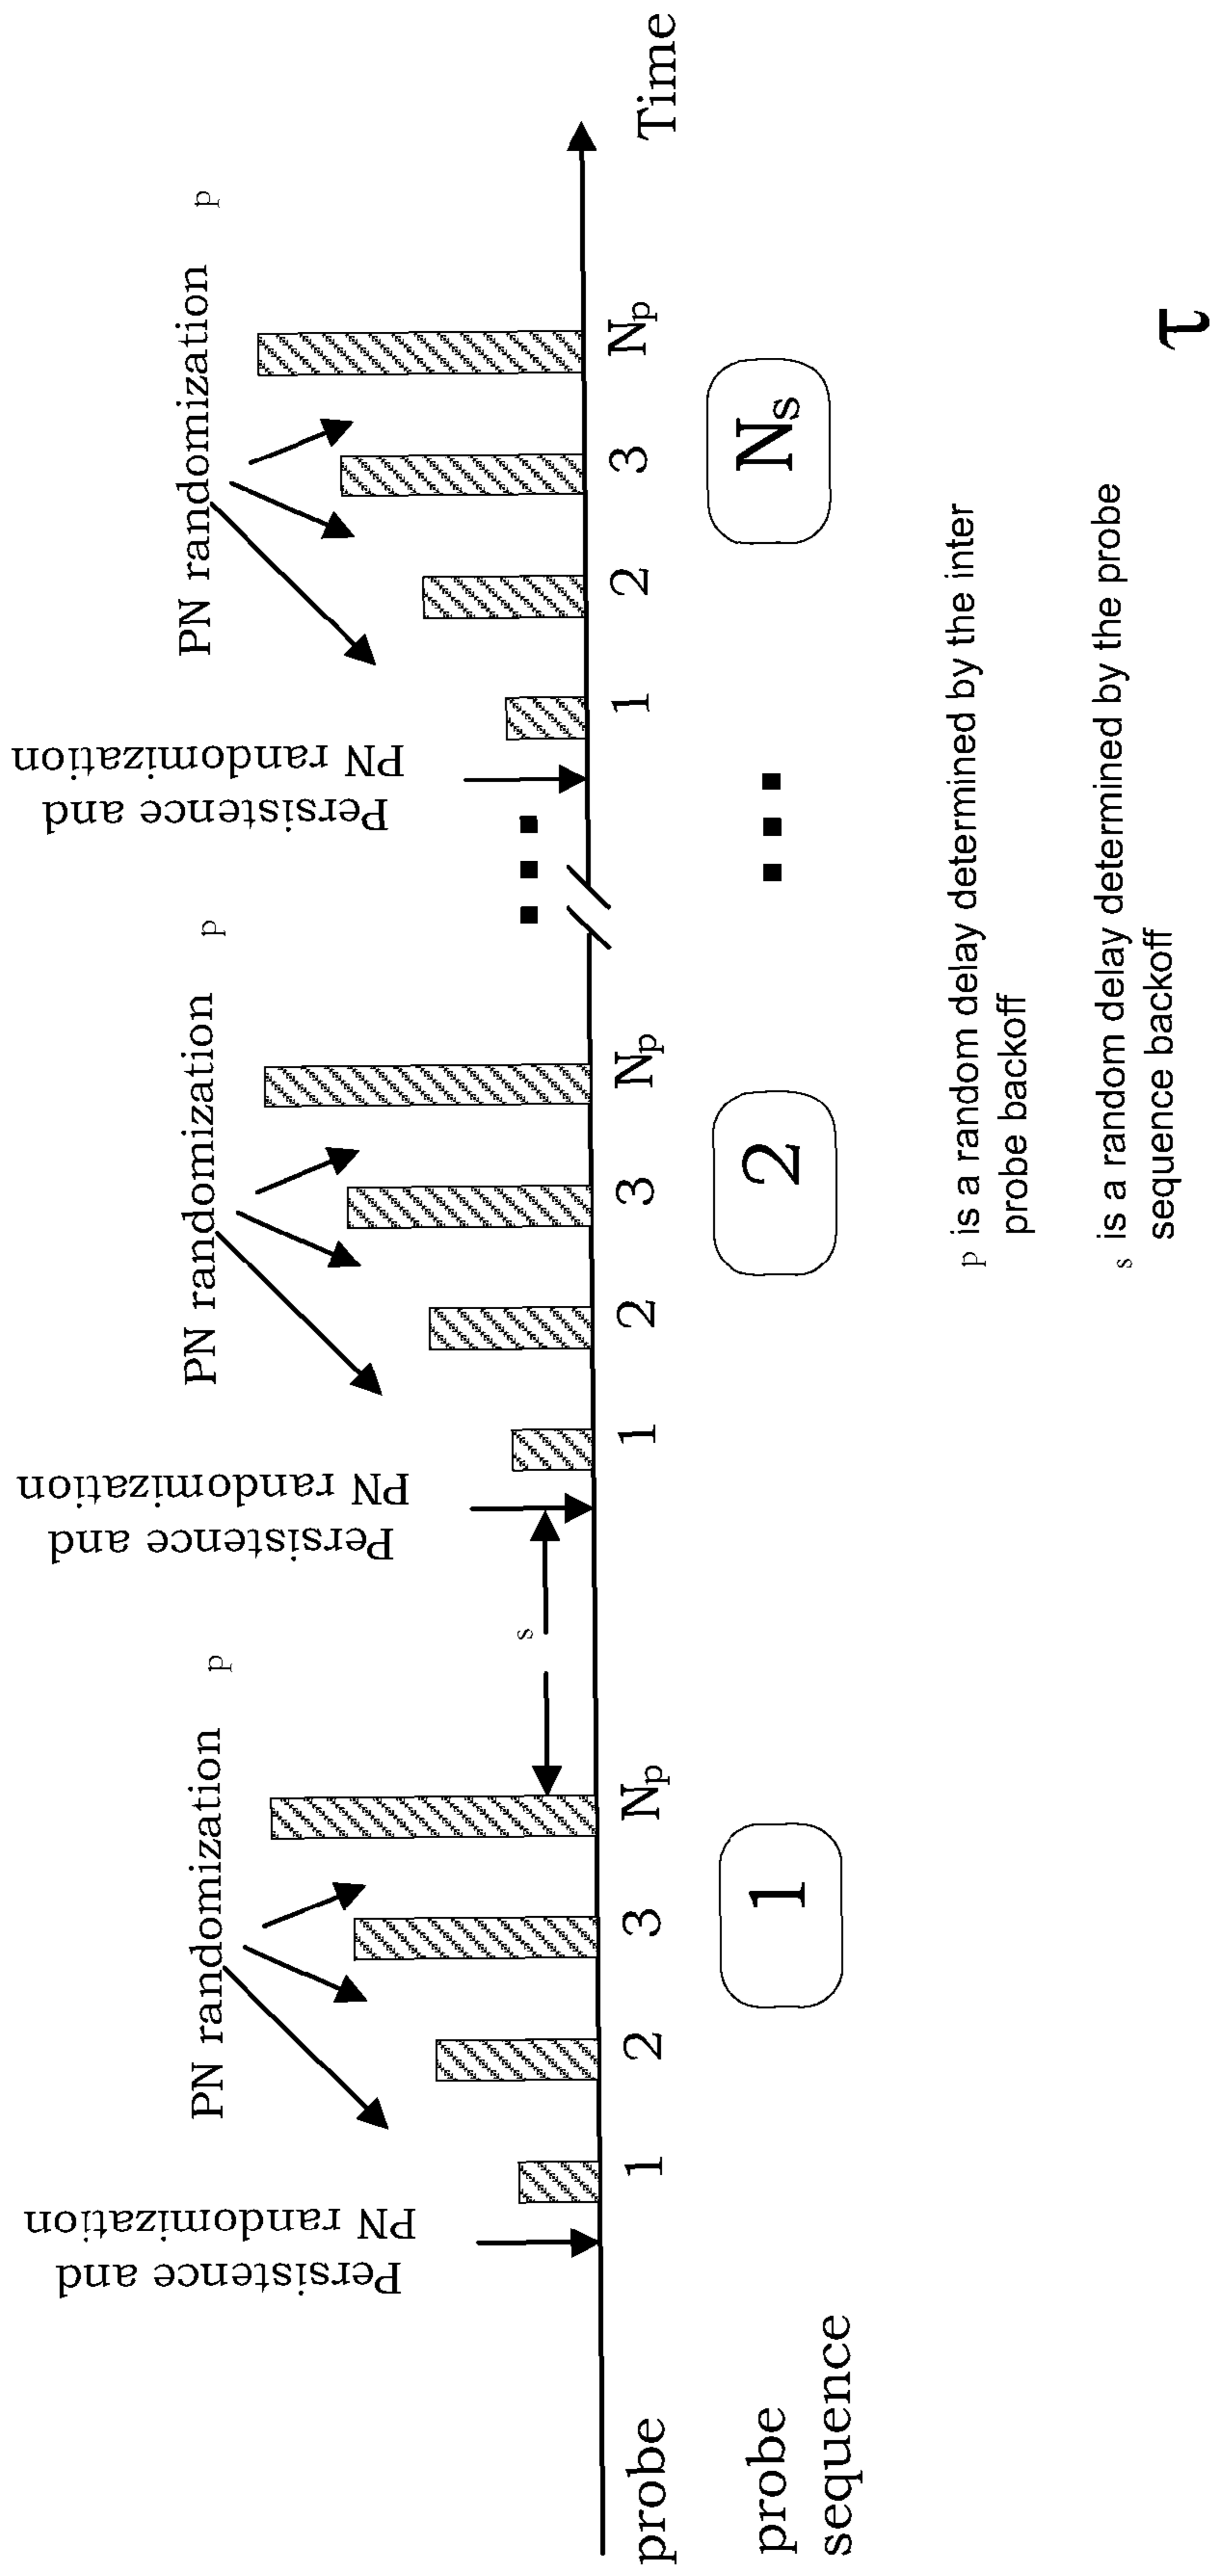 Persistence and
PN randomization
PN randomization
p
Persistence and
PN randomization
PN randomization
p
Persistence and
PN randomization
PN randomization
p
s
Time
probe
1
2
3
Np
1
2
3
Np
1
2
3
Np
probe
sequence
1
2
Ns
p is a random delay determined by the inter
probe backoff
s is a random delay determined by the probe
sequence backoff
τ